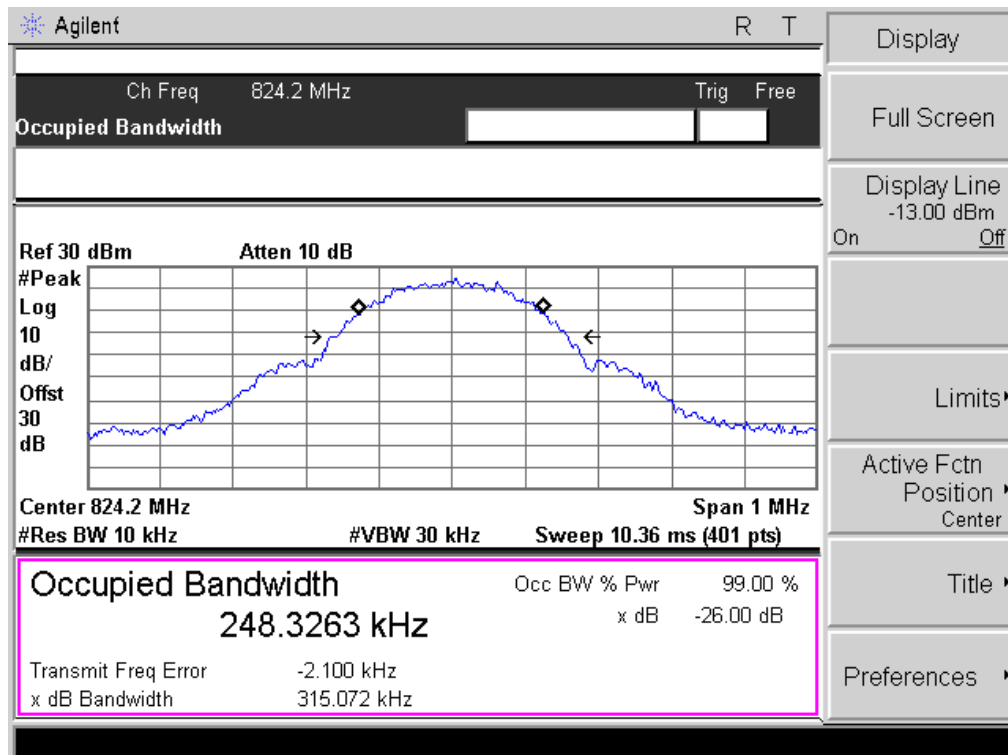 Agilent R T
Ch Freq 824.2 MHz Trig Free
Occupied Bandwidth
Ref 30 dBm Atten 10 dB
#Peak
Log
10
dB/
Offst
30
dB
Center 824.2 MHz Span 1 MHz
#Res BW 10 kHz #VBW 30 kHz Sweep 10.36 ms (401 pts)
Occupied Bandwidth
248.3263 kHz
Occ BW % Pwr 99.00 %
x dB -26.00 dB
Transmit Freq Error -2.100 kHz
x dB Bandwidth 315.072 kHz
Display
Full Screen
Display Line
-13.00 dBm
On Off
Limits
Active Fctn
Position
Center
Title
Preferences